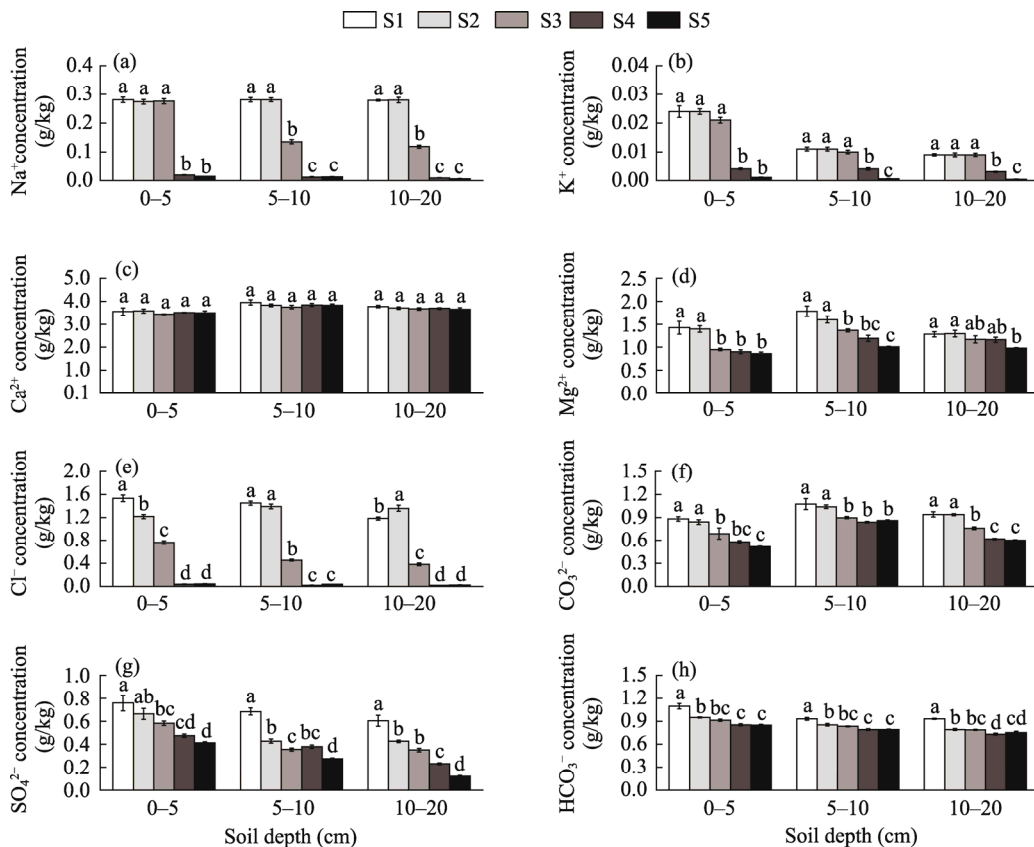 S1 S2 S3 S4 S5
(a)
Na⁺concentration
(g/kg)
0.4
0.3
0.2
0.1
0.0
a a a b b
a a b c c
a a b c c
0–5 5–10 10–20
(b)
K⁺ concentration
(g/kg)
0.04
0.03
0.02
0.01
0.00
a a a b b
a a a b c
a a a b c
0–5 5–10 10–20
(c)
Ca²⁺ concentration
(g/kg)
5.0
4.0
3.0
2.0
1.0
0.1
a a a a a
a a a a a
a a a a a
0–5 5–10 10–20
(d)
Mg²⁺ concentration
(g/kg)
2.5
2.0
1.5
1.0
0.5
0.0
a a b b b
a a b bc c
a a ab ab b
0–5 5–10 10–20
(e)
Cl⁻ concentration
(g/kg)
2.0
1.6
1.2
0.8
0.4
0.0
a b c d d
a a b c c
b a c d d
0–5 5–10 10–20
(f)
CO₃²⁻ concentration
(g/kg)
1.5
1.2
0.9
0.6
0.3
0.0
a a b bc c
a a b b b
a a b c c
0–5 5–10 10–20
(g)
SO₄²⁻ concentration
(g/kg)
1.0
0.8
0.6
0.4
0.2
0.0
a ab bc cd d
a b c bc d
a b b c d
0–5 5–10 10–20
Soil depth (cm)
(h)
HCO₃⁻ concentration
(g/kg)
1.5
1.2
0.9
0.6
0.3
0.0
a b bc c c
a b bc c c
a b bc d cd
0–5 5–10 10–20
Soil depth (cm)